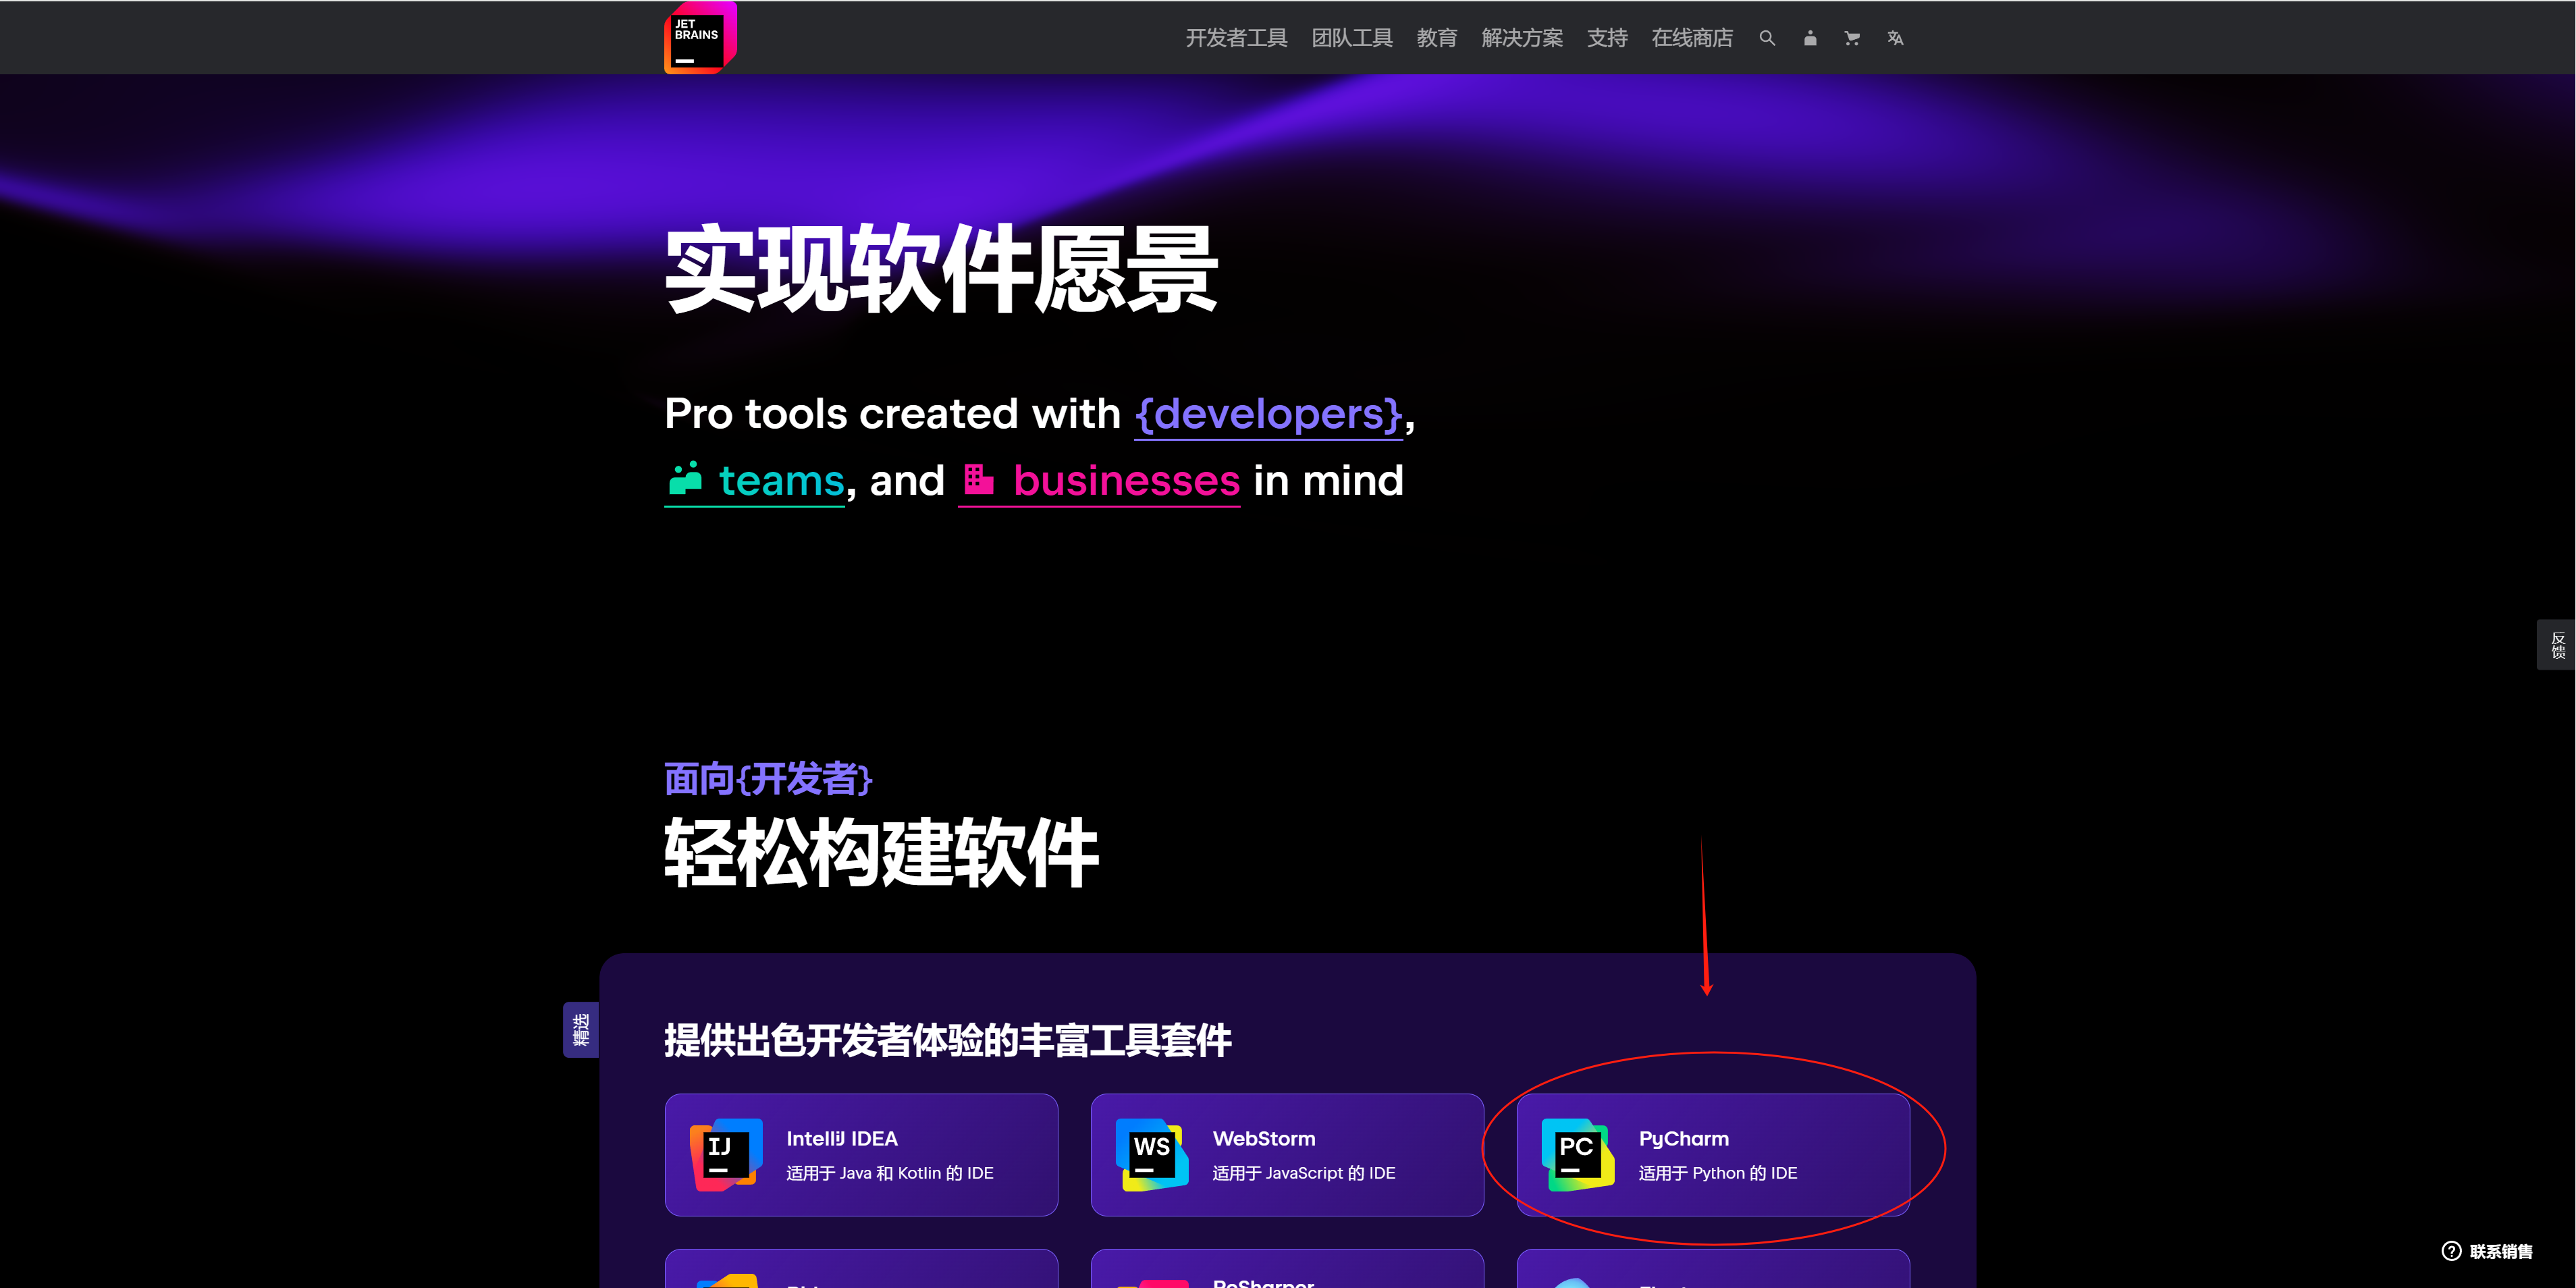 JET
BRAINS
开发者工具 团队工具 教育 解决方案 支持 在线商店
实现软件愿景
Pro tools created with {developers},
teams, and businesses in mind
反馈
面向{开发者}
轻松构建软件
精选
提供出色开发者体验的丰富工具套件
IJ
IntelliJ IDEA
适用于 Java 和 Kotlin 的 IDE
WS
WebStorm
适用于 JavaScript 的 IDE
PC
PyCharm
适用于 Python 的 IDE
联系销售
ReSharper